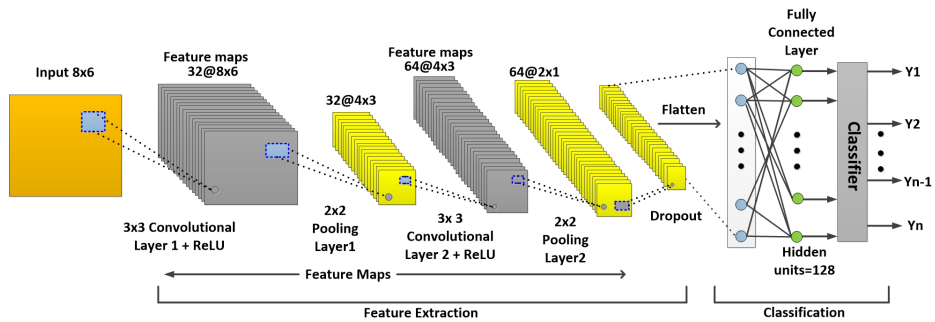 Input 8x6
Feature maps
32@8x6
32@4x3
Feature maps
64@4x3
64@2x1
Flatten
Fully
Connected
Layer
Y1
Y2
Yn-1
Yn
Classifier
3x3 Convolutional
Layer 1 + ReLU
2x2
Pooling
Layer1
3x 3
Convolutional
Layer 2 + ReLU
2x2
Pooling
Layer2
Dropout
Hidden
units=128
Feature Maps
Feature Extraction
Classification